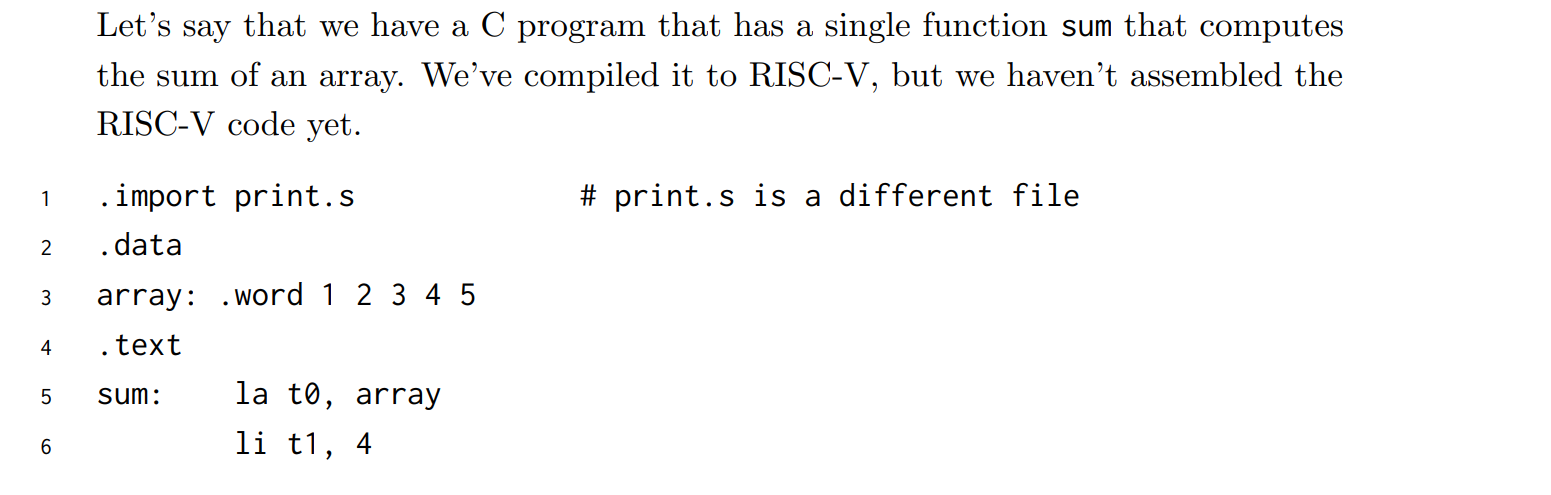 Let's say that we have a C program that has a single function sum that computes
the sum of an array. We've compiled it to RISC-V, but we haven't assembled the
RISC-V code yet.
1 .import print.s # print.s is a different file
2 .data
3 array: .word 1 2 3 4 5
4 .text
5 sum: la t0, array
6 li t1, 4